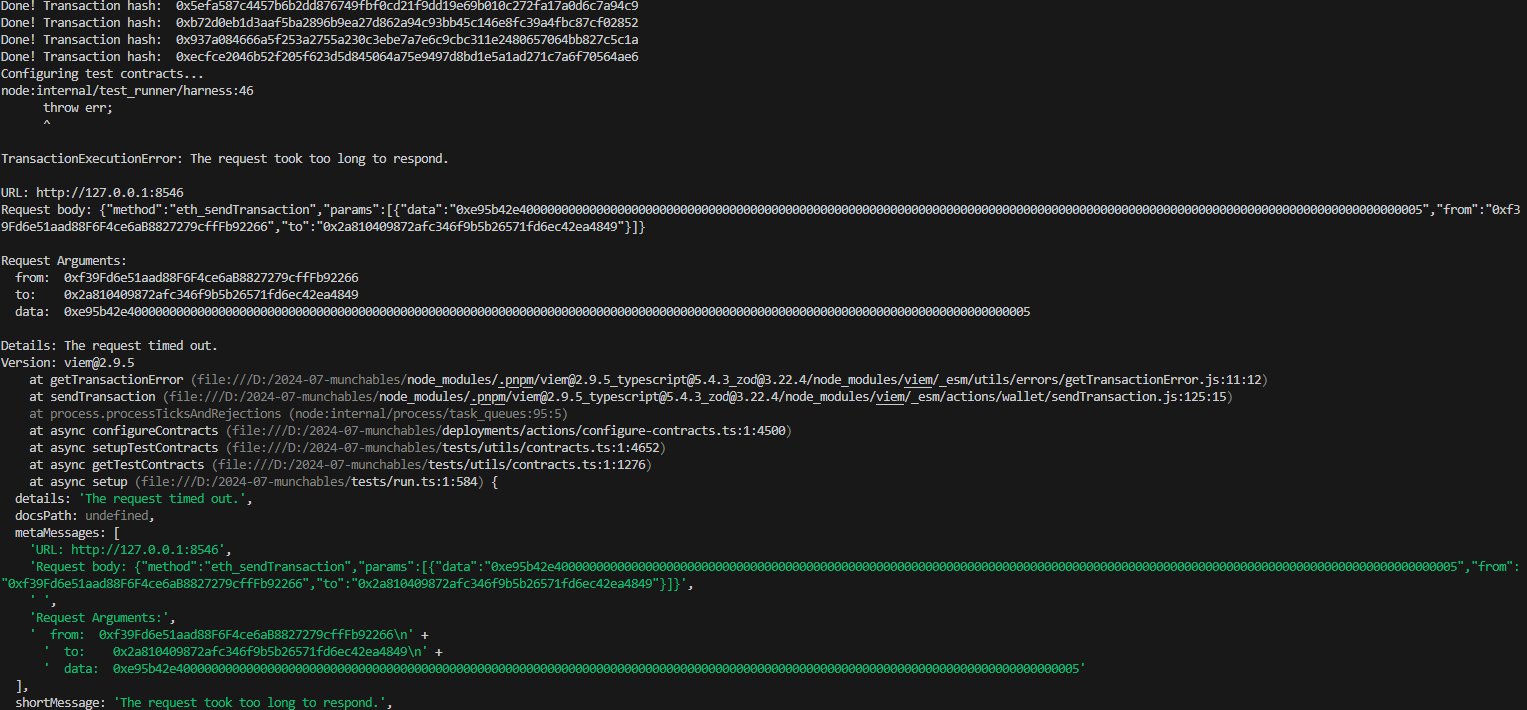 Done! Transaction hash:  0x5efa587c4457b6b2dd876749fbf0cd21f9dd19e69b010c272fa17a0d6c7a94c9
Done! Transaction hash:  0xb72d0eb1d3aaf5ba2896b9ea27d862a94c93bb45c146e8fc39a4fbc87cf02852
Done! Transaction hash:  0x937a084666a5f253a2755a230c3ebe7a7e6c9cbc311e2480657064bb827c5c1a
Done! Transaction hash:  0xecfce2046b52f205f623d5d845064a75e9497d8bd1e5a1ad271c7a6f70564ae6
Configuring test contracts...
node:internal/test_runner/harness:46
      throw err;
      ^
TransactionExecutionError: The request took too long to respond.
URL: http://127.0.0.1:8546
Request body: {"method":"eth_sendTransaction","params":[{"data":"0xe95b42e400000000000000000000000000000000000000000000000000000000000000000000000000000000000000000000000000000000000000000000000000000005","from":"0xf3
9Fd6e51aad88F6F4ce6aB8827279cffFb92266","to":"0x2a810409872afc346f9b5b26571fd6ec42ea4849"}]}
Request Arguments:
  from:  0xf39Fd6e51aad88F6F4ce6aB8827279cffFb92266
  to:    0x2a810409872afc346f9b5b26571fd6ec42ea4849
  data:  0xe95b42e400000000000000000000000000000000000000000000000000000000000000000000000000000000000000000000000000000000000000000000000000000005
Details: The request timed out.
Version: viem@2.9.5
    at getTransactionError (file:///D:/2024-07-munchables/node_modules/.pnpm/viem@2.9.5_typescript@5.4.3_zod@3.22.4/node_modules/viem/_esm/utils/errors/getTransactionError.js:11:12)
    at sendTransaction (file:///D:/2024-07-munchables/node_modules/.pnpm/viem@2.9.5_typescript@5.4.3_zod@3.22.4/node_modules/viem/_esm/actions/wallet/sendTransaction.js:125:15)
    at process.processTicksAndRejections (node:internal/process/task_queues:95:5)
    at async configureContracts (file:///D:/2024-07-munchables/deployments/actions/configure-contracts.ts:1:4500)
    at async setupTestContracts (file:///D:/2024-07-munchables/tests/utils/contracts.ts:1:4652)
    at async getTestContracts (file:///D:/2024-07-munchables/tests/utils/contracts.ts:1:1276)
    at async setup (file:///D:/2024-07-munchables/tests/run.ts:1:584) {
  details: 'The request timed out.',
  docsPath: undefined,
  metaMessages: [
    'URL: http://127.0.0.1:8546',
    'Request body: {"method":"eth_sendTransaction","params":[{"data":"0xe95b42e400000000000000000000000000000000000000000000000000000000000000000000000000000000000000000000000000000000000000000000000000000005","from":
"0xf39Fd6e51aad88F6F4ce6aB8827279cffFb92266","to":"0x2a810409872afc346f9b5b26571fd6ec42ea4849"}]}',
    ' ',
    'Request Arguments:',
    '  from:  0xf39Fd6e51aad88F6F4ce6aB8827279cffFb92266\n' +
      '  to:    0x2a810409872afc346f9b5b26571fd6ec42ea4849\n' +
      '  data:  0xe95b42e400000000000000000000000000000000000000000000000000000000000000000000000000000000000000000000000000000000000000000000000000000005'
  ],
  shortMessage: 'The request took too long to respond.',